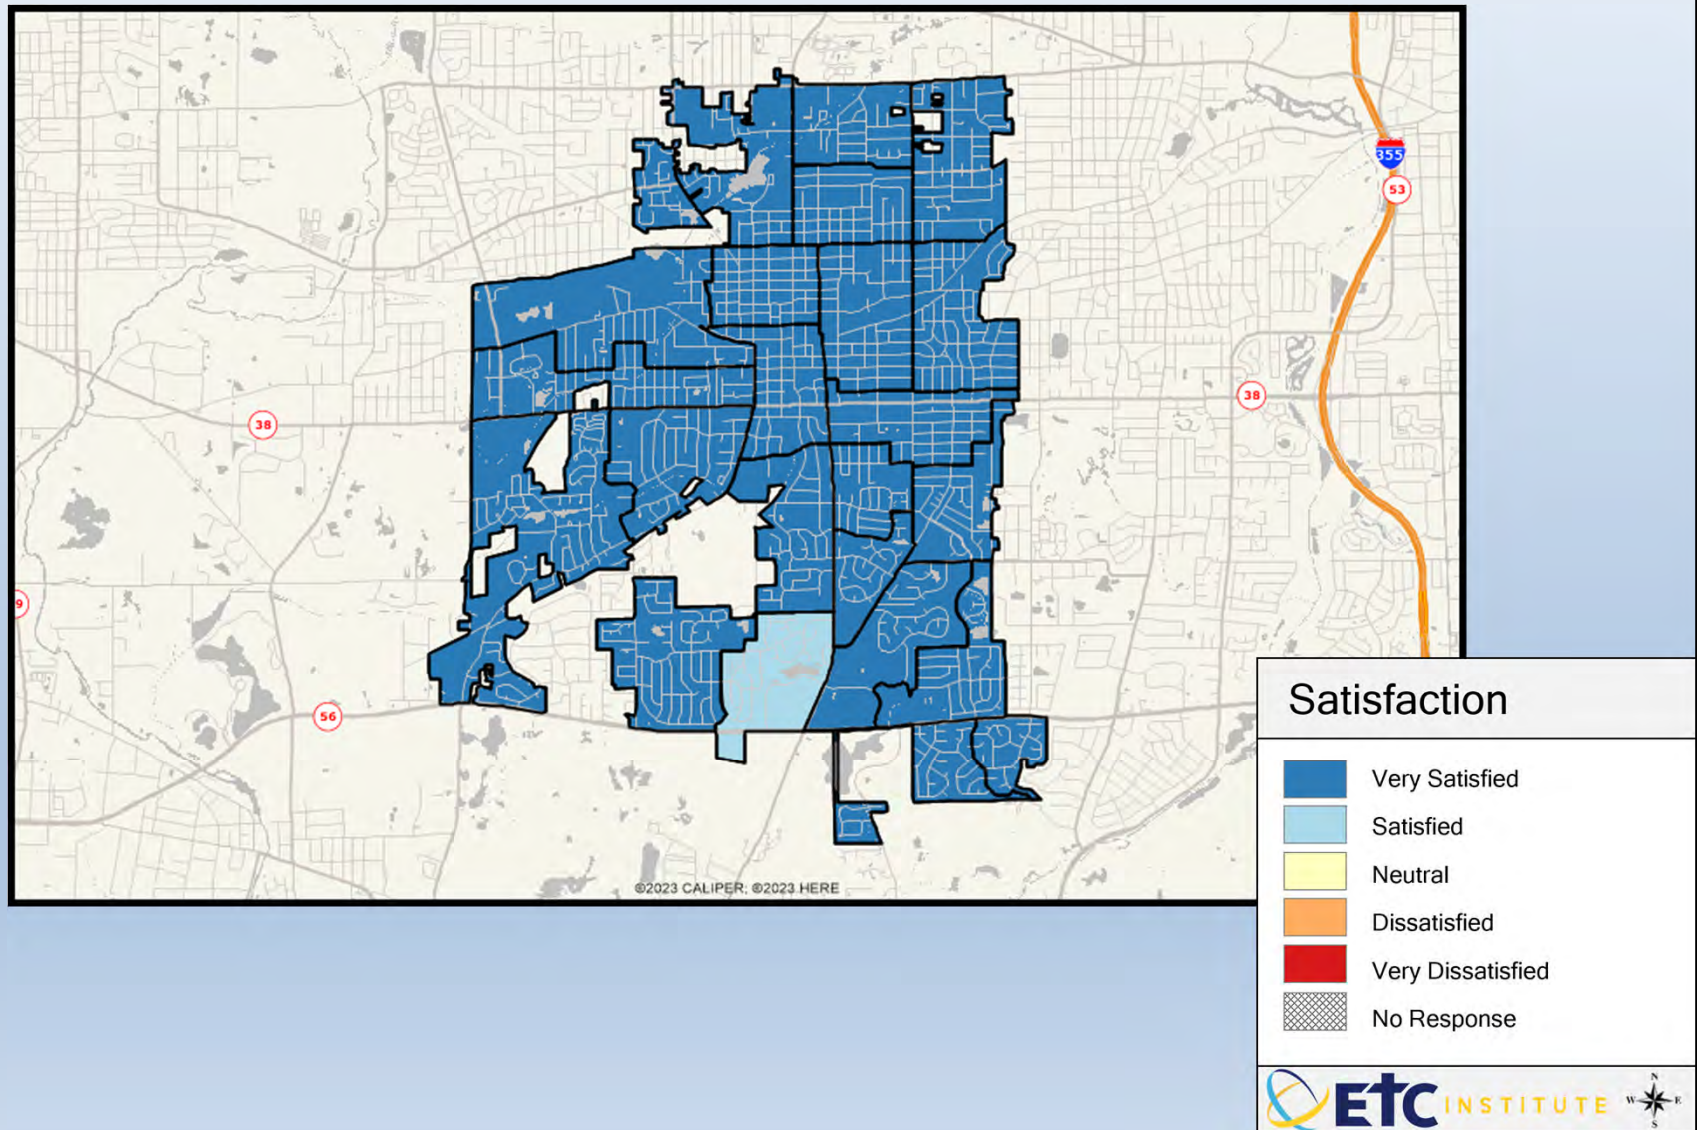 355
53
38
38
9
56
©2023 CALIPER; ©2023 HERE
Satisfaction
Very Satisfied
Satisfied
Neutral
Dissatisfied
Very Dissatisfied
No Response
ETC INSTITUTE
N
W E
S